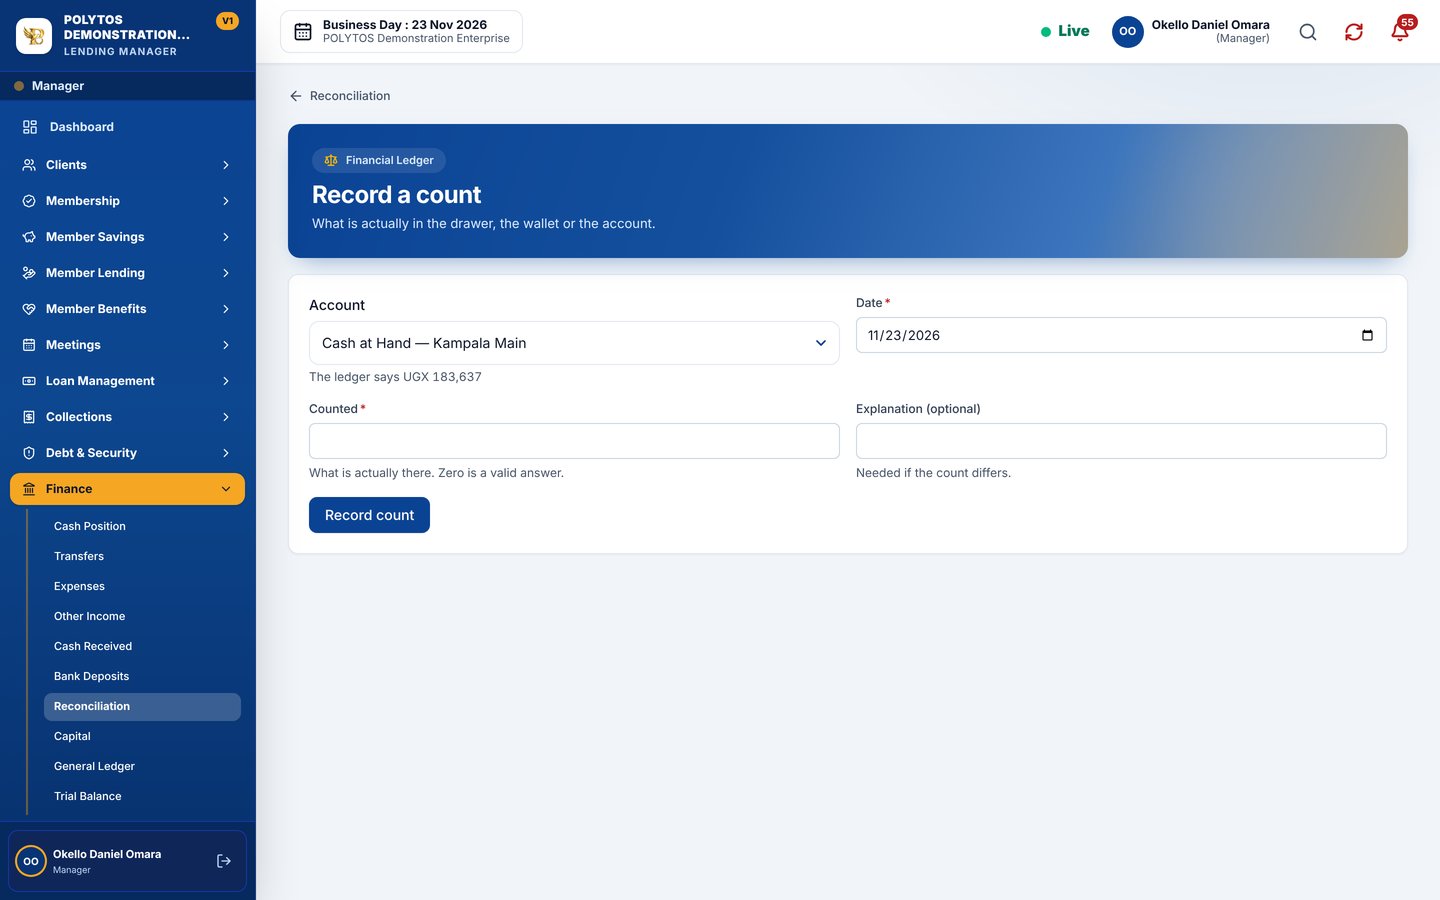 POLYTOS
DEMONSTRATION...
LENDING MANAGER
V1
Manager
Dashboard
Clients
Membership
Member Savings
Member Lending
Member Benefits
Meetings
Loan Management
Collections
Debt & Security
Finance
Cash Position
Transfers
Expenses
Other Income
Cash Received
Bank Deposits
Reconciliation
Capital
General Ledger
Trial Balance
OO
Okello Daniel Omara
Manager
Business Day : 23 Nov 2026
POLYTOS Demonstration Enterprise
Live
OO
Okello Daniel Omara
(Manager)
55
Reconciliation
Financial Ledger
Record a count
What is actually in the drawer, the wallet or the account.
Account
Cash at Hand — Kampala Main
The ledger says UGX 183,637
Date *
11/23/2026
Counted *
What is actually there. Zero is a valid answer.
Explanation (optional)
Needed if the count differs.
Record count